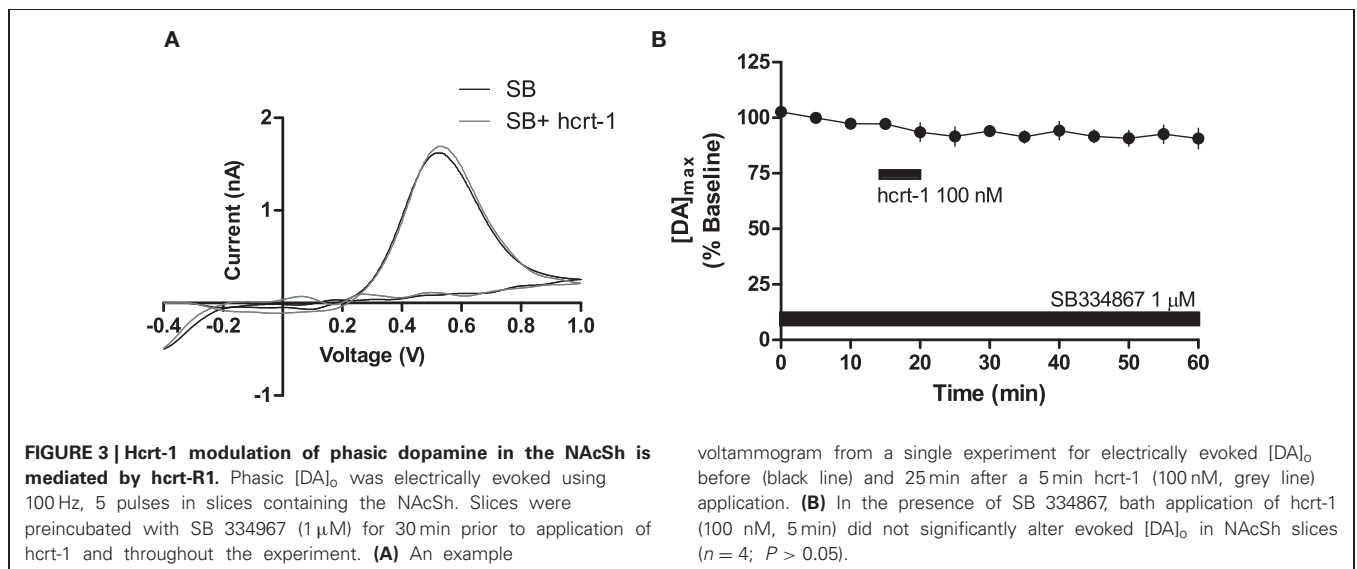 A
SB
SB+ hcrt-1
2
1
-1
-0.4
-0.2
0.2
0.4
0.6
0.8
1.0
Current (nA)
Voltage (V)
B
125
100
75
50
25
0
[DA]max
(% Baseline)
hcrt-1 100 nM
SB334867 1 μM
0
10
20
30
40
50
60
Time (min)
FIGURE 3 | Hcrt-1 modulation of phasic dopamine in the NAcSh is
mediated by hcrt-R1. Phasic [DA]o was electrically evoked using
100 Hz, 5 pulses in slices containing the NAcSh. Slices were
preincubated with SB 334967 (1 μM) for 30 min prior to application of
hcrt-1 and throughout the experiment. (A) An example
voltammogram from a single experiment for electrically evoked [DA]o
before (black line) and 25 min after a 5 min hcrt-1 (100 nM, grey line)
application. (B) In the presence of SB 334867, bath application of hcrt-1
(100 nM, 5 min) did not significantly alter evoked [DA]o in NAcSh slices
(n = 4; P > 0.05).